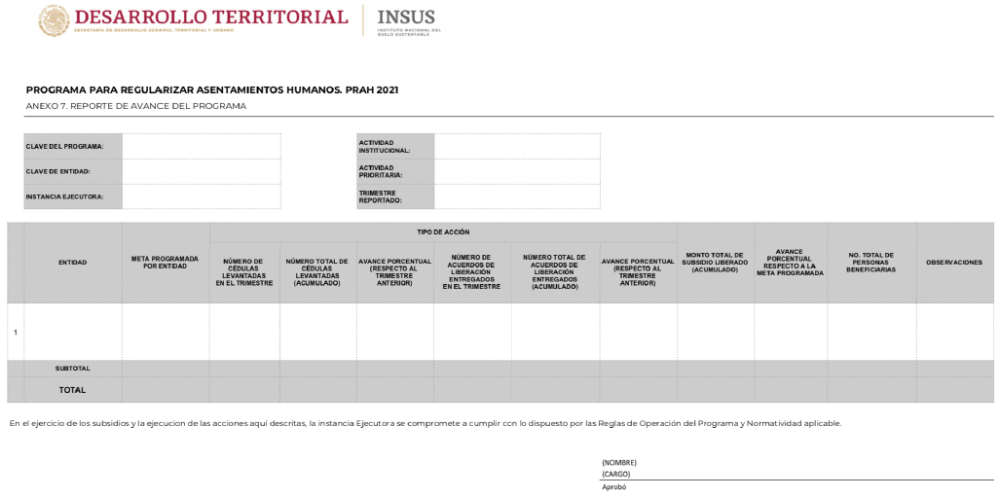 DESARROLLO TERRITORIAL
SECRETARÍA DE DESARROLLO AGRARIO, TERRITORIAL Y URBANO
INSUS
INSTITUTO NACIONAL DEL
SUELO SUSTENTABLE
PROGRAMA PARA REGULARIZAR ASENTAMIENTOS HUMANOS. PRAH 2021
ANEXO 7. REPORTE DE AVANCE DEL PROGRAMA
CLAVE DEL PROGRAMA:
CLAVE DE ENTIDAD:
INSTANCIA EJECUTORA:
ACTIVIDAD
INSTITUCIONAL:
ACTIVIDAD
PRIORITARIA:
TRIMESTRE
REPORTADO:
TIPO DE ACCIÓN
ENTIDAD
META PROGRAMADA
POR ENTIDAD
NÚMERO DE
CÉDULAS
LEVANTADAS
EN EL TRIMESTRE
NÚMERO TOTAL DE
CÉDULAS
LEVANTADAS
(ACUMULADO)
AVANCE PORCENTUAL
(RESPECTO AL
TRIMESTRE
ANTERIOR)
NÚMERO DE
ACUERDOS DE
LIBERACIÓN
ENTREGADOS
EN EL TRIMESTRE
NÚMERO TOTAL DE
ACUERDOS DE
LIBERACIÓN
ENTREGADOS
(ACUMULADO)
AVANCE PORCENTUAL
(RESPECTO AL
TRIMESTRE
ANTERIOR)
MONTO TOTAL DE
SUBSIDIO LIBERADO
(ACUMULADO)
AVANCE
PORCENTUAL
RESPECTO A LA
META PROGRAMADA
NO. TOTAL DE
PERSONAS
BENEFICIARIAS
OBSERVACIONES
1
SUBTOTAL
TOTAL
En el ejercicio de los subsidios y la ejecucion de las acciones aquí descritas, la instancia Ejecutora se compromete a cumplir con lo dispuesto por las Reglas de Operación del Programa y Normatividad aplicable.
(NOMBRE)
(CARGO)
Aprobó